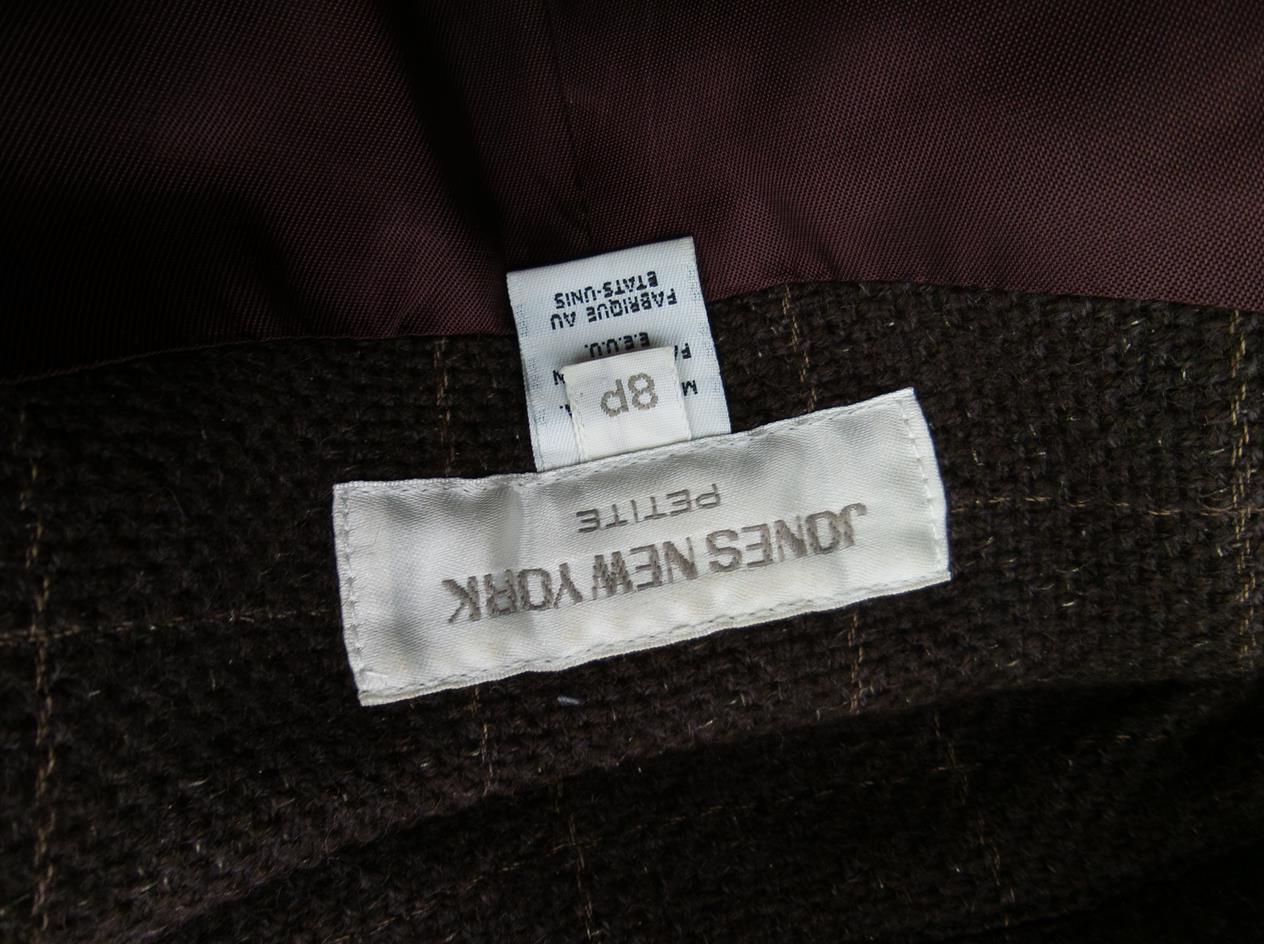 JONES NEW YORK
PETITE
8P
E.E.U.U.
FABRIQUE AU
ETATS-UNIS